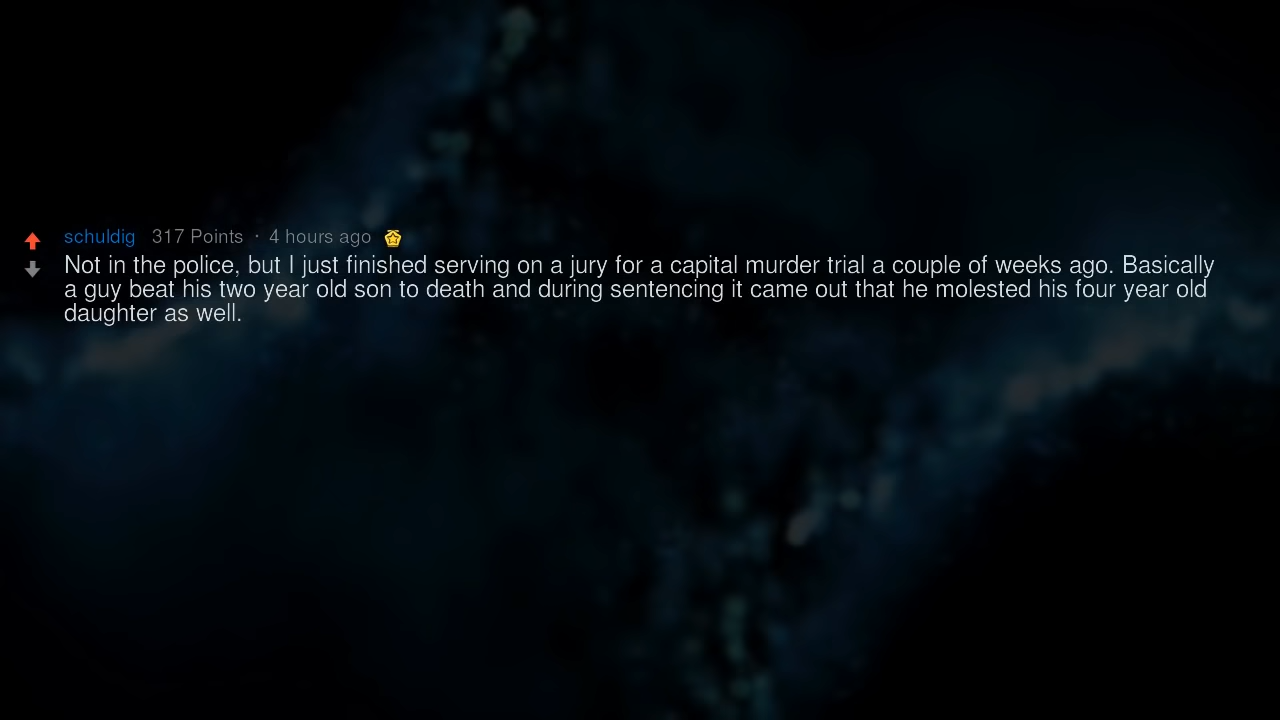 schuldig 317 Points · 4 hours ago
Not in the police, but I just finished serving on a jury for a capital murder trial a couple of weeks ago. Basically
a guy beat his two year old son to death and during sentencing it came out that he molested his four year old
daughter as well.